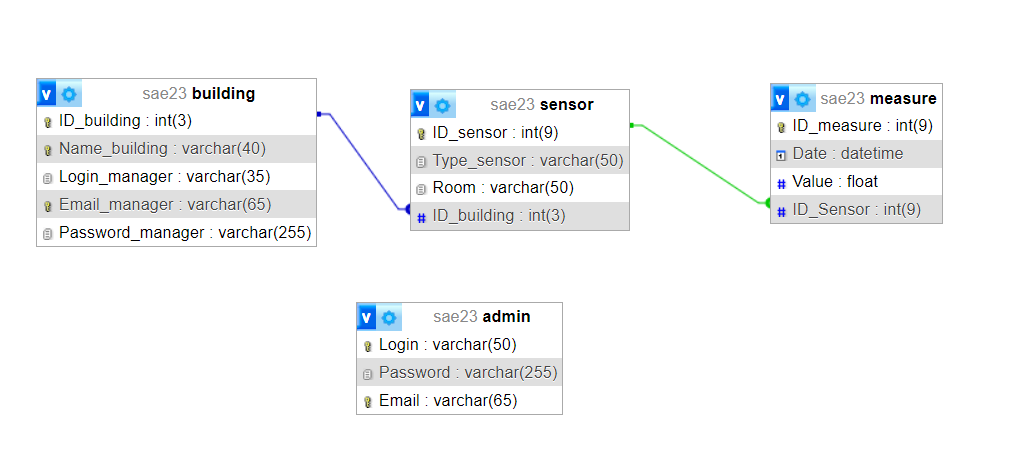 v sae23 building
ID_building : int(3)
Name_building : varchar(40)
Login_manager : varchar(35)
Email_manager : varchar(65)
Password_manager : varchar(255)
v sae23 sensor
ID_sensor : int(9)
Type_sensor : varchar(50)
Room : varchar(50)
# ID_building : int(3)
v sae23 measure
ID_measure : int(9)
1 Date : datetime
# Value : float
# ID_Sensor : int(9)
v sae23 admin
Login : varchar(50)
Password : varchar(255)
Email : varchar(65)